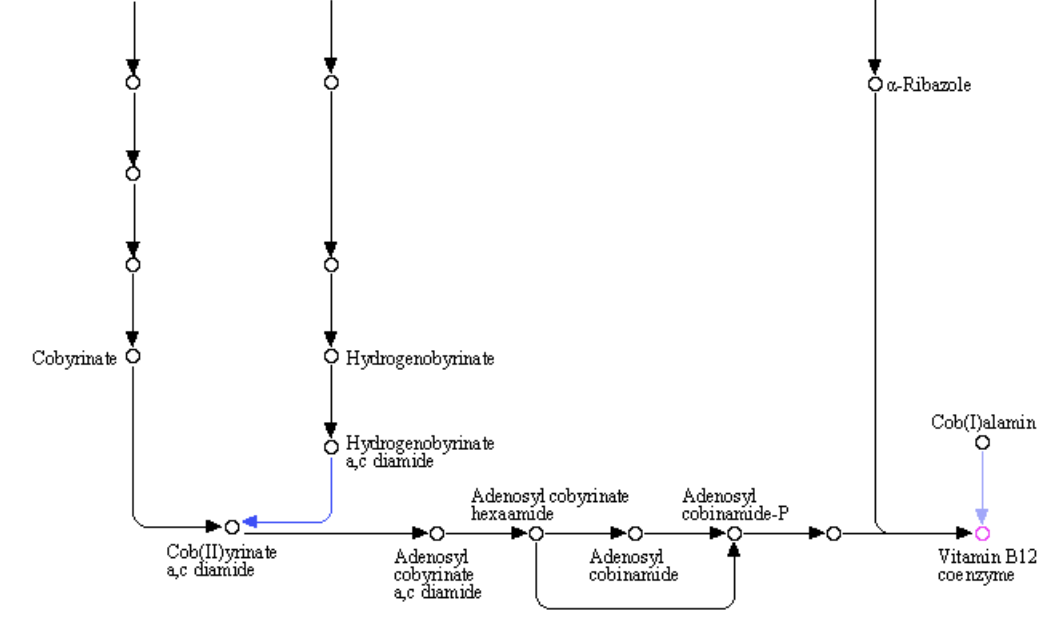 α-Ribazole
Cobyrinate
Hydrogenobyrinate
Cob(I)alamin
Hydrogenobyrinate
a,c diamide
Adenosyl cobyrinate
hexaamide
Adenosyl
cobinamide-P
Cob(II)yrinate
a,c diamide
Adenosyl
cobyrinate
a,c diamide
Adenosyl
cobinamide
Vitamin B12
coenzyme